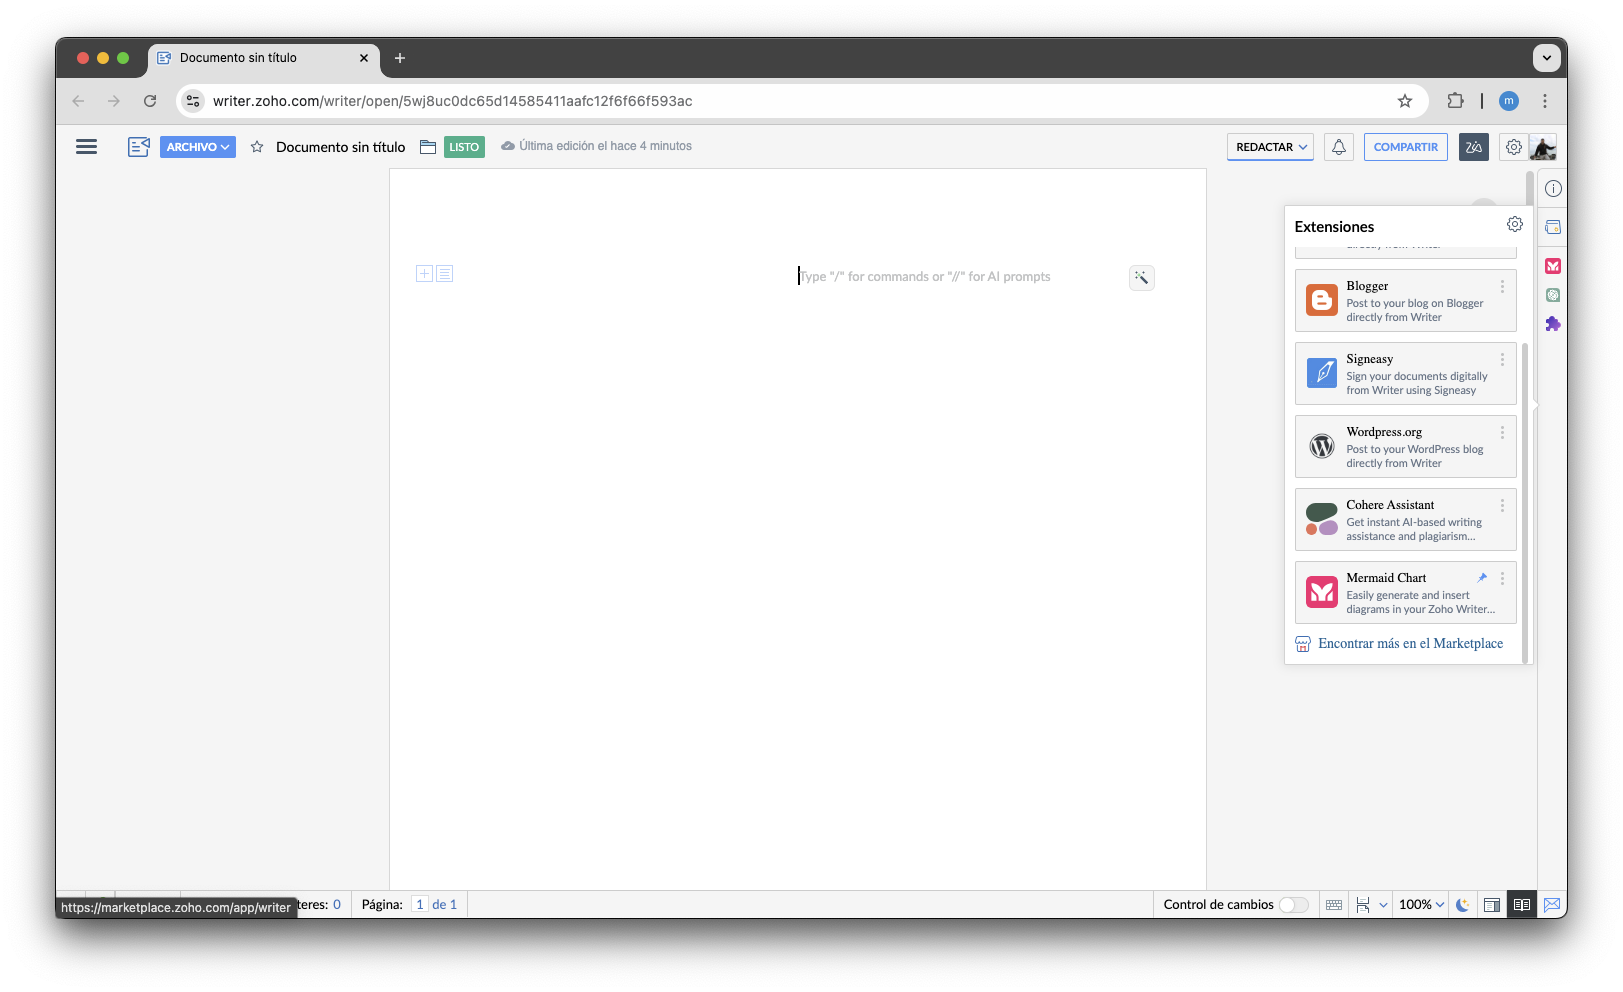 Documento sin título
writer.zoho.com/writer/open/5wj8uc0dc65d14585411aafc12f6f66f593ac
m
ARCHIVO
Documento sin título
LISTO
Última edición el hace 4 minutos
REDACTAR
COMPARTIR
Extensiones
directly from Writer
Type "/" for commands or "//" for AI prompts
Blogger
Post to your blog on Blogger
directly from Writer
Signeasy
Sign your documents digitally
from Writer using Signeasy
Wordpress.org
Post to your WordPress blog
directly from Writer
Cohere Assistant
Get instant AI-based writing
assistance and plagiarism...
Mermaid Chart
Easily generate and insert
diagrams in your Zoho Writer...
Encontrar más en el Marketplace
https://marketplace.zoho.com/app/writer
teres: 0
Página: 1 de 1
Control de cambios
100%